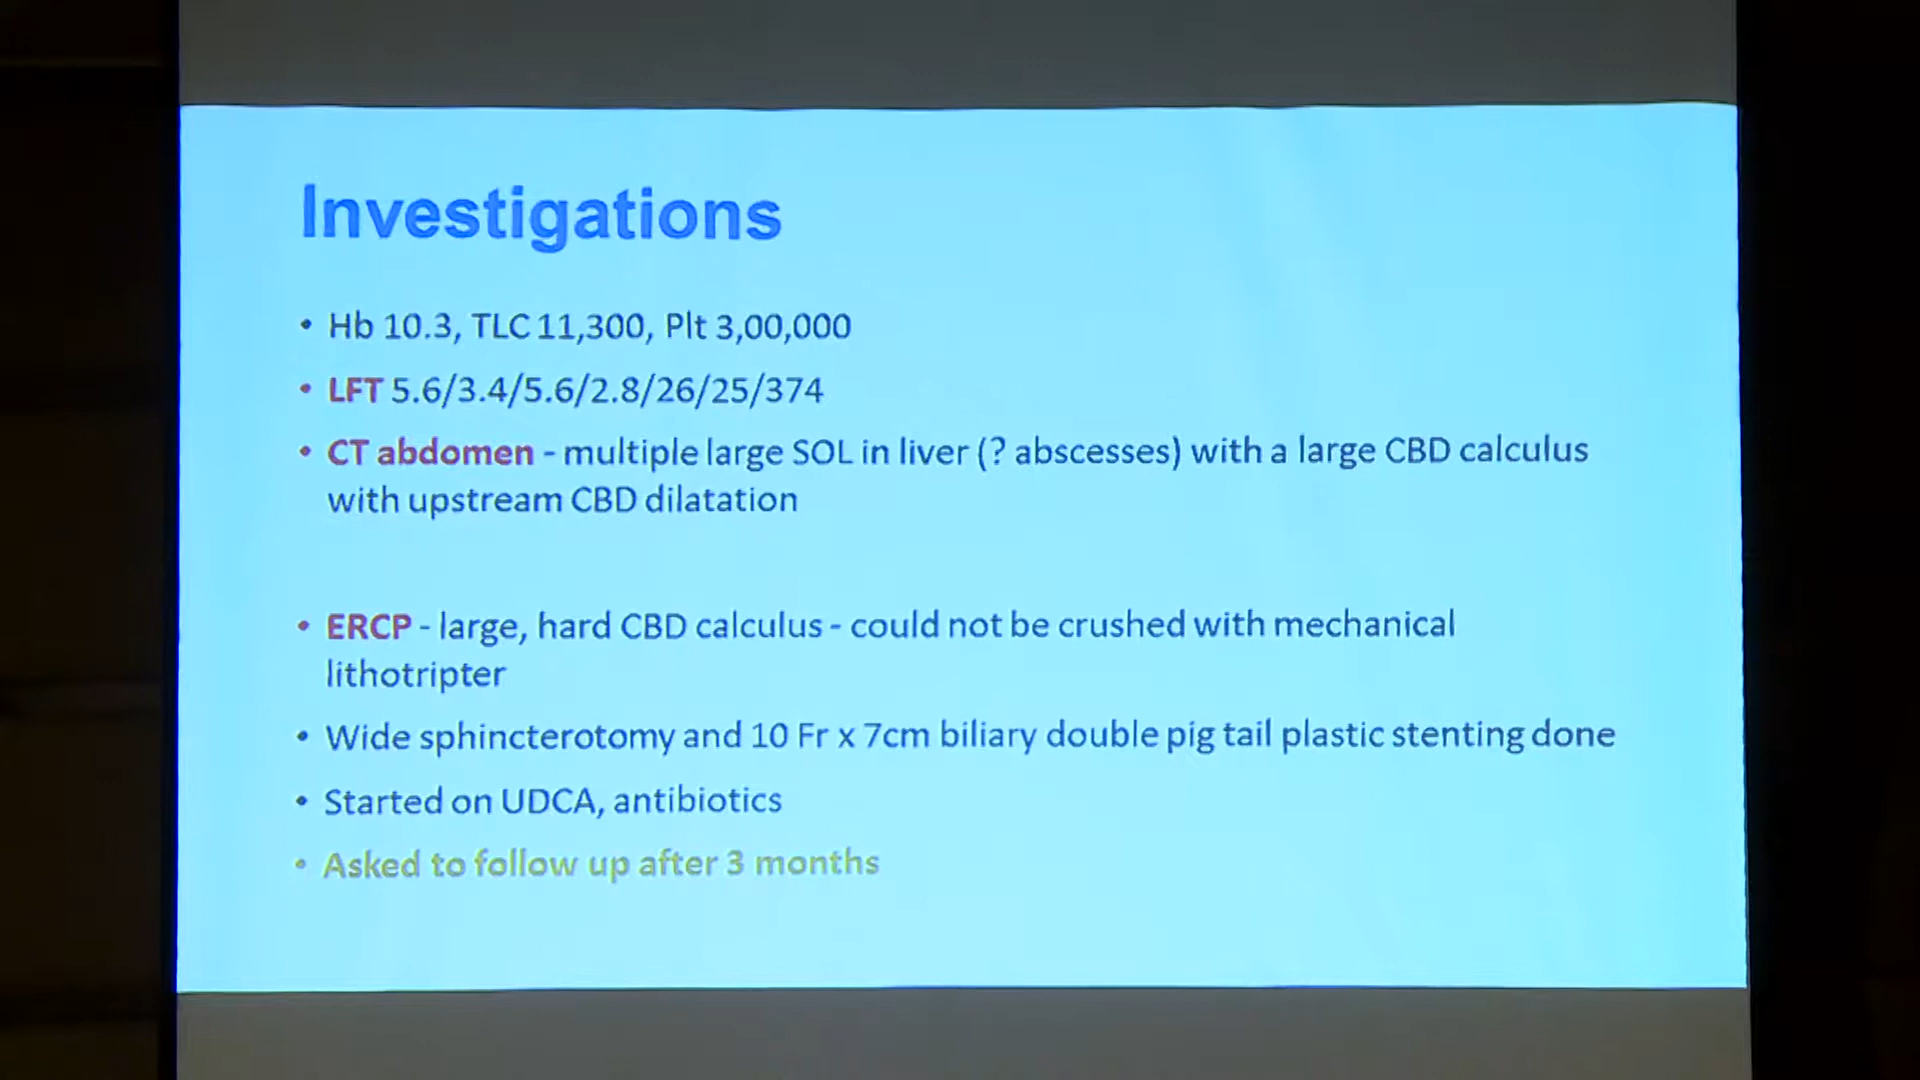 Investigations
• Hb 10.3, TLC 11,300, Plt 3,00,000
• LFT 5.6/3.4/5.6/2.8/26/25/374
• CT abdomen - multiple large SOL in liver (? abscesses) with a large CBD calculus
with upstream CBD dilatation
• ERCP - large, hard CBD calculus - could not be crushed with mechanical
lithotripter
• Wide sphincterotomy and 10 Fr x 7cm biliary double pig tail plastic stenting done
• Started on UDCA, antibiotics
• Asked to follow up after 3 months